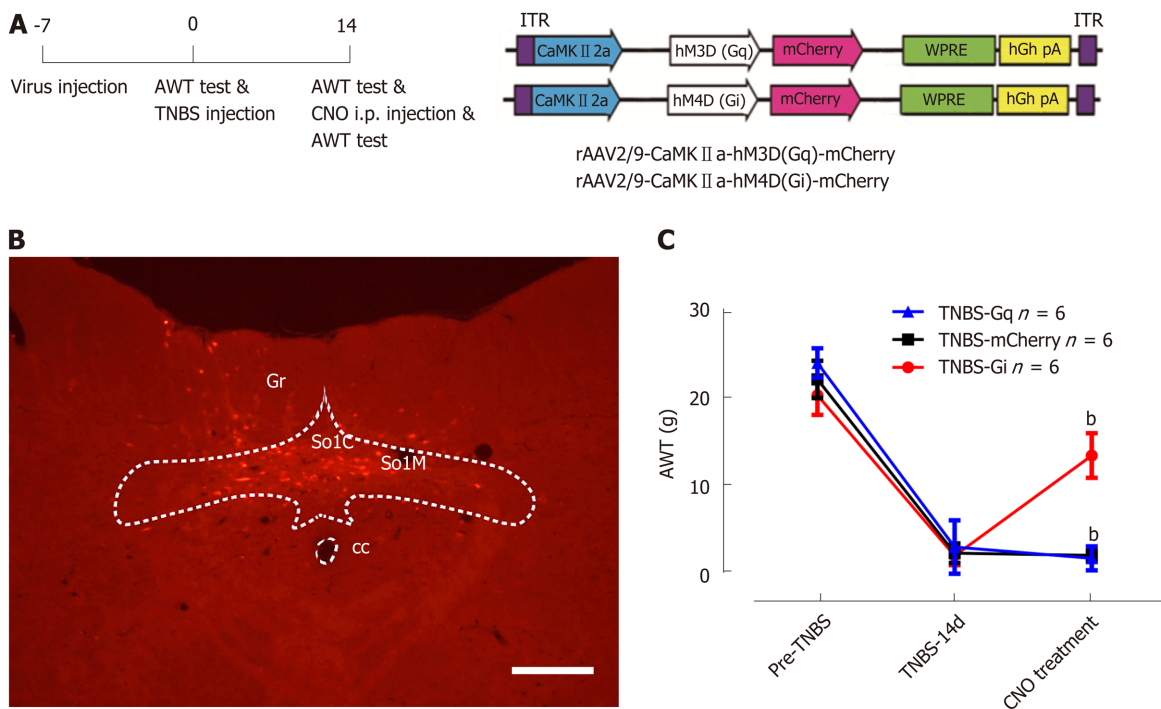 A
-7 0 14
Virus injection
AWT test &
TNBS injection
AWT test &
CNO i.p. injection &
AWT test
ITR ITR
CaMK II 2a hM3D (Gq) mCherry WPRE hGh pA
CaMK II 2a hM4D (Gi) mCherry WPRE hGh pA
rAAV2/9-CaMK II a-hM3D(Gq)-mCherry
rAAV2/9-CaMK II a-hM4D(Gi)-mCherry
B
Gr
So1C
So1M
cc
C
TNBS-Gq n = 6
TNBS-mCherry n = 6
TNBS-Gi n = 6
AWT (g)
30
20
10
0
b
b
Pre-TNBS
TNBS-14d
CNO treatment